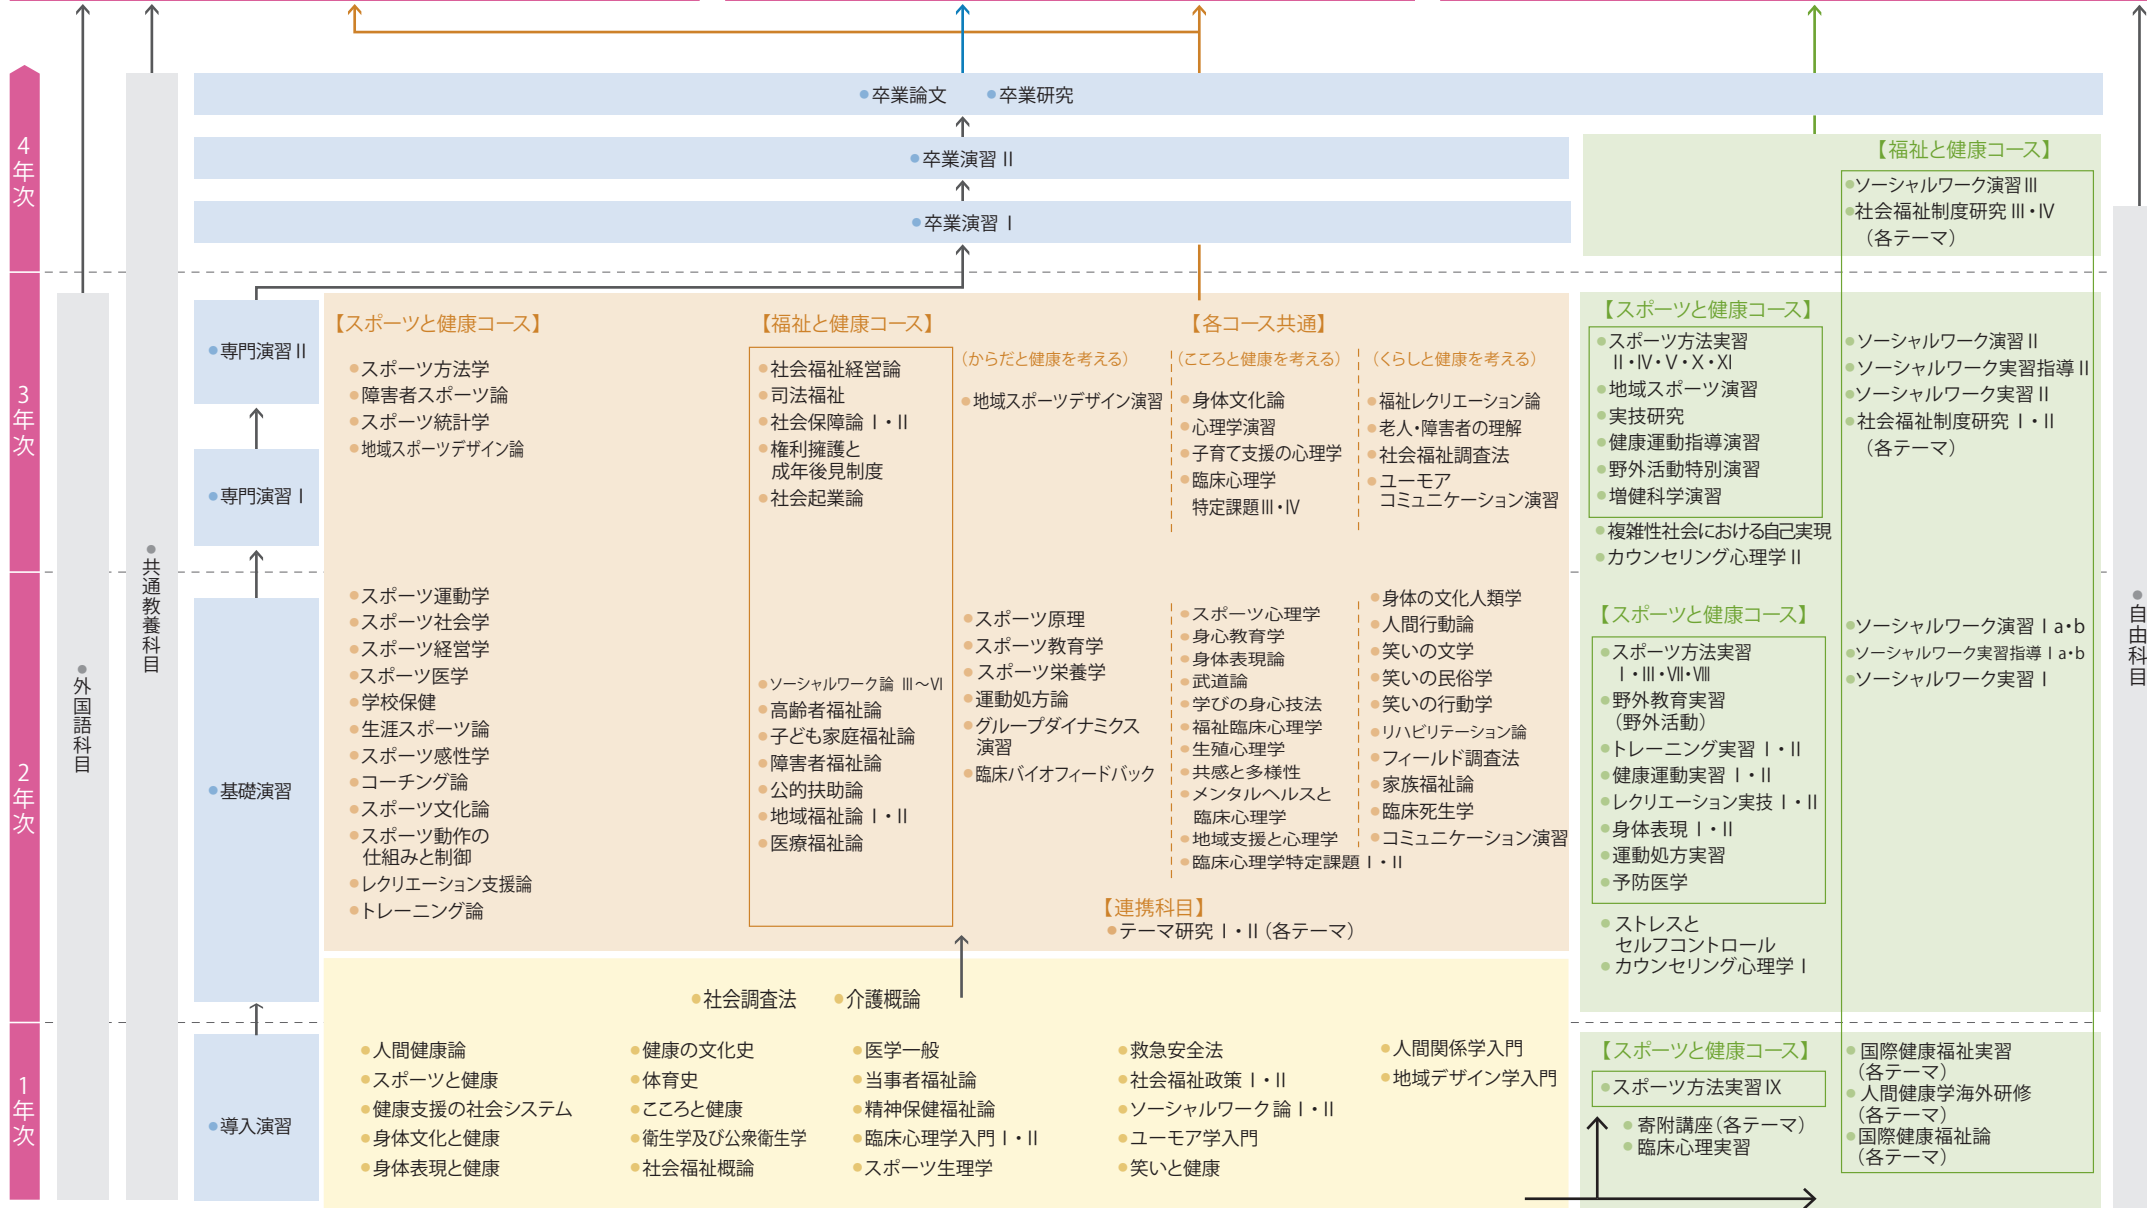 4年次
3年次
2年次
1年次
●外国語科目
●共通教養科目
●卒業論文　●卒業研究
●卒業演習Ⅱ
●卒業演習Ⅰ
●専門演習Ⅱ
●専門演習Ⅰ
●基礎演習
●導入演習
【スポーツと健康コース】
●スポーツ方法学
●障害者スポーツ論
●スポーツ統計学
●地域スポーツデザイン論
●スポーツ運動学
●スポーツ社会学
●スポーツ経営学
●スポーツ医学
●学校保健
●生涯スポーツ論
●スポーツ感性学
●コーチング論
●スポーツ文化論
●スポーツ動作の
仕組みと制御
●レクリエーション支援論
●トレーニング論
【福祉と健康コース】
●社会福祉経営論
●司法福祉
●社会保障論Ⅰ・Ⅱ
●権利擁護と
成年後見制度
●社会起業論
●ソーシャルワーク論 Ⅲ～Ⅵ
●高齢者福祉論
●子ども家庭福祉論
●障害者福祉論
●公的扶助論
●地域福祉論Ⅰ・Ⅱ
●医療福祉論
【各コース共通】
（からだと健康を考える）
●地域スポーツデザイン演習
●スポーツ原理
●スポーツ教育学
●スポーツ栄養学
●運動処方論
●グループダイナミクス
演習
●臨床バイオフィードバック
（こころと健康を考える）
●身体文化論
●心理学演習
●子育て支援の心理学
●臨床心理学
特定課題Ⅲ・Ⅳ
●スポーツ心理学
●身心教育学
●身体表現論
●武道論
●学びの身心技法
●福祉臨床心理学
●生殖心理学
●共感と多様性
●メンタルヘルスと
臨床心理学
●地域支援と心理学
●臨床心理学特定課題Ⅰ・Ⅱ
（くらしと健康を考える）
●福祉レクリエーション論
●老人・障害者の理解
●社会福祉調査法
●ユーモア
コミュニケーション演習
●身体の文化人類学
●人間行動論
●笑いの文学
●笑いの民俗学
●笑いの行動学
●リハビリテーション論
●フィールド調査法
●家族福祉論
●臨床死生学
●コミュニケーション演習
【連携科目】
●テーマ研究Ⅰ・Ⅱ（各テーマ）
●社会調査法　●介護概論
●人間健康論
●スポーツと健康
●健康支援の社会システム
●身体文化と健康
●身体表現と健康
●健康の文化史
●体育史
●こころと健康
●衛生学及び公衆衛生学
●社会福祉概論
●医学一般
●当事者福祉論
●精神保健福祉論
●臨床心理学入門Ⅰ・Ⅱ
●スポーツ生理学
●救急安全法
●社会福祉政策Ⅰ・Ⅱ
●ソーシャルワーク論Ⅰ・Ⅱ
●ユーモア学入門
●笑いと健康
●人間関係学入門
●地域デザイン学入門
【福祉と健康コース】
●ソーシャルワーク演習Ⅲ
●社会福祉制度研究Ⅲ・Ⅳ
（各テーマ）
【スポーツと健康コース】
●スポーツ方法実習
Ⅱ・Ⅳ・Ⅴ・Ⅹ・Ⅺ
●地域スポーツ演習
●実技研究
●健康運動指導演習
●野外活動特別演習
●増健科学演習
●複雑性社会における自己実現
●カウンセリング心理学Ⅱ
●ソーシャルワーク演習Ⅱ
●ソーシャルワーク実習指導Ⅱ
●ソーシャルワーク実習Ⅱ
●社会福祉制度研究Ⅰ・Ⅱ
（各テーマ）
【スポーツと健康コース】
●スポーツ方法実習
Ⅰ・Ⅲ・Ⅶ・Ⅷ
●野外教育実習
（野外活動）
●トレーニング実習Ⅰ・Ⅱ
●健康運動実習Ⅰ・Ⅱ
●レクリエーション実技Ⅰ・Ⅱ
●身体表現Ⅰ・Ⅱ
●運動処方実習
●予防医学
●ストレスと
セルフコントロール
●カウンセリング心理学Ⅰ
●ソーシャルワーク演習Ⅰa・b
●ソーシャルワーク実習指導Ⅰa・b
●ソーシャルワーク実習Ⅰ
【スポーツと健康コース】
●スポーツ方法実習Ⅸ
●寄附講座（各テーマ）
●臨床心理実習
●国際健康福祉実習
（各テーマ）
●人間健康学海外研修
（各テーマ）
●国際健康福祉論
（各テーマ）
●自由科目